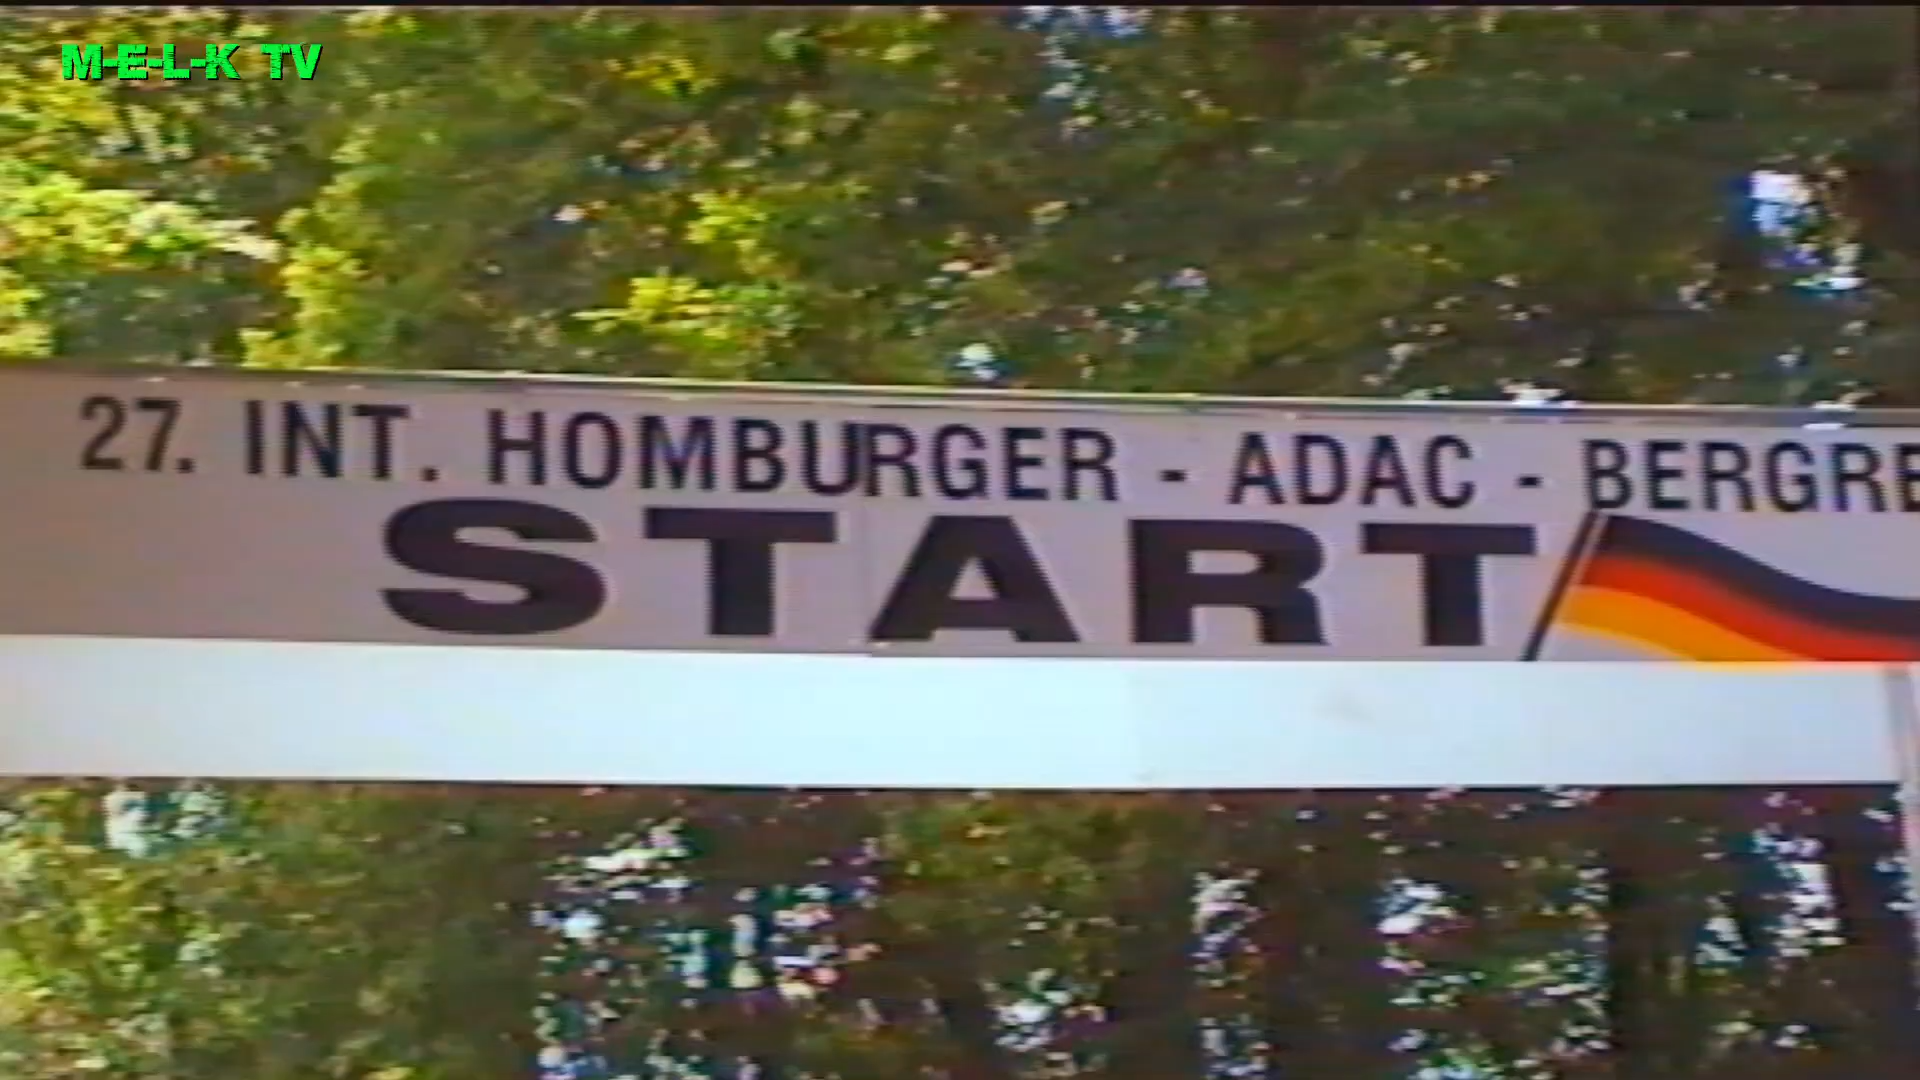 M-E-L-K TV
27. INT. HOMBURGER - ADAC - BERGRE
START